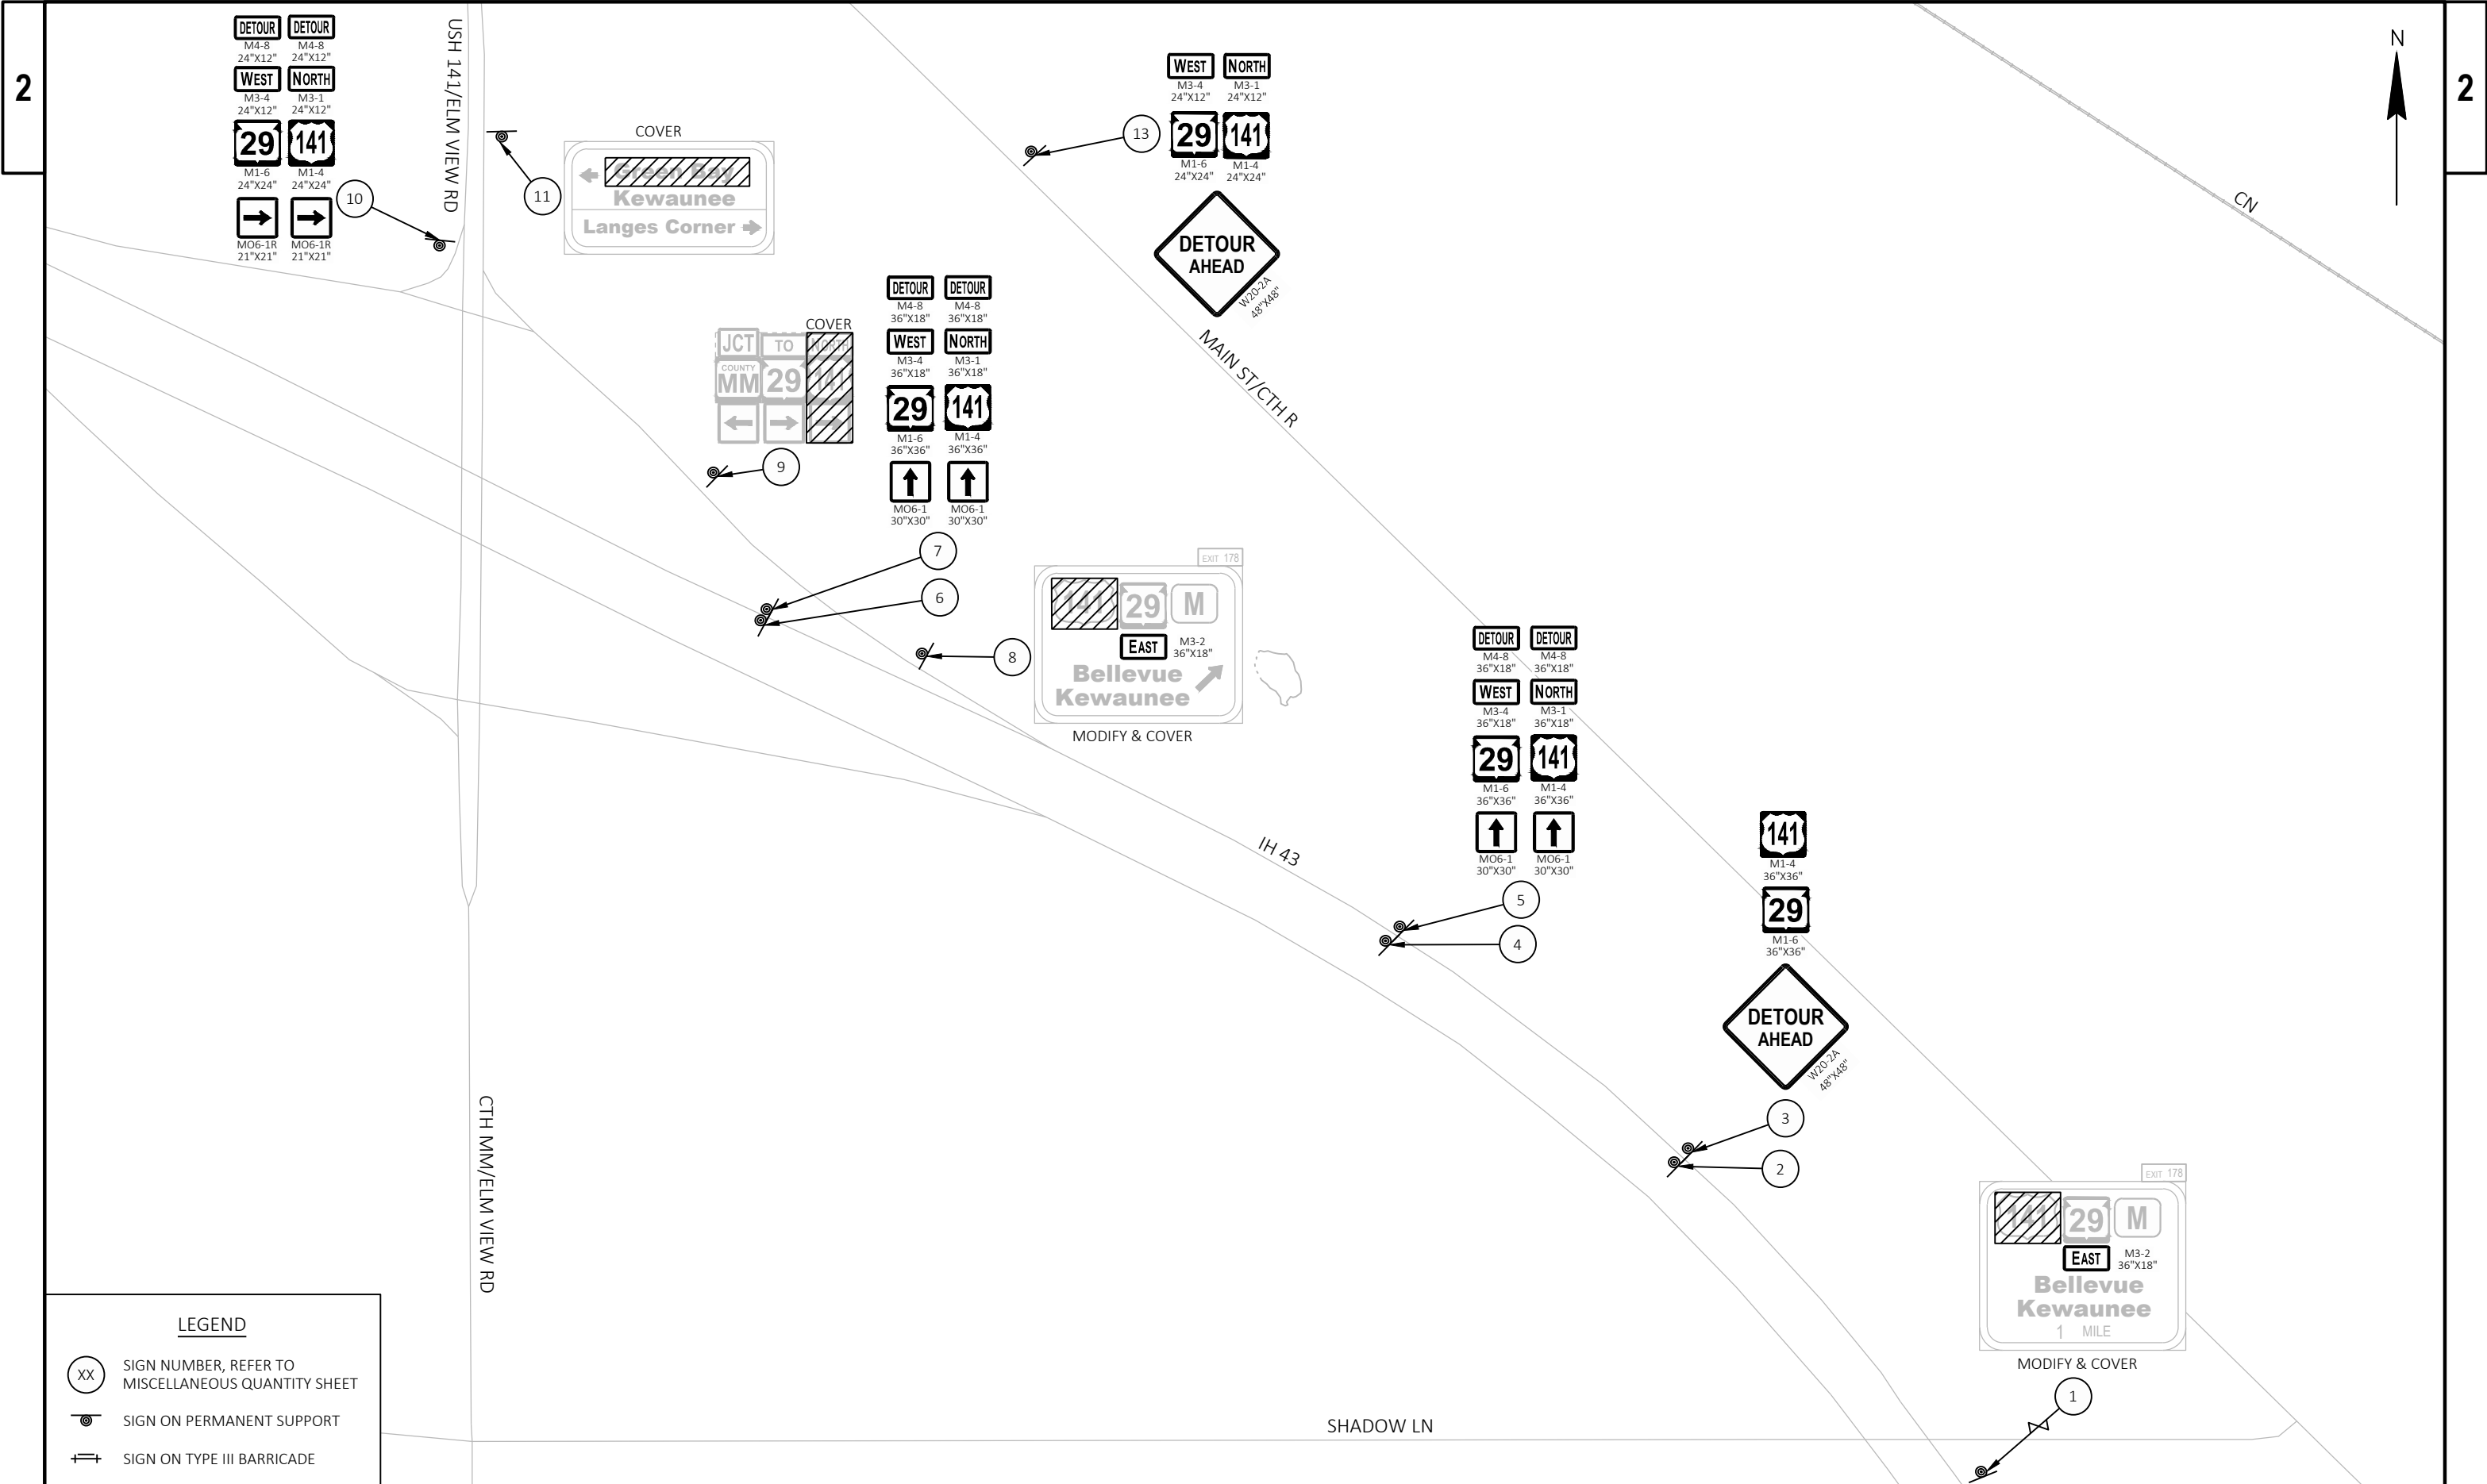 2
2
N
DETOUR DETOUR
M4-8 M4-8
24"X12" 24"X12"
WEST NORTH
M3-4 M3-1
24"X12" 24"X12"
29 141
M1-6 M1-4
24"X24" 24"X24"
MO6-1R MO6-1R
21"X21" 21"X21"
10
USH 141/ELM VIEW RD
11
COVER
Green Bay
Kewaunee
Langes Corner
13
WEST NORTH
M3-4 M3-1
24"X12" 24"X12"
29 141
M1-6 M1-4
24"X24" 24"X24"
DETOUR
AHEAD
W20-2A
48"X48"
CN
MAIN ST/CTH R
COVER
JCT TO NORTH
COUNTY
MM 29 141
9
DETOUR DETOUR
M4-8 M4-8
36"X18" 36"X18"
WEST NORTH
M3-4 M3-1
36"X18" 36"X18"
29 141
M1-6 M1-4
36"X36" 36"X36"
MO6-1 MO6-1
30"X30" 30"X30"
7
6
8
EXIT 178
141 29 M
EAST M3-2
36"X18"
Bellevue
Kewaunee
MODIFY & COVER
DETOUR DETOUR
M4-8 M4-8
36"X18" 36"X18"
WEST NORTH
M3-4 M3-1
36"X18" 36"X18"
29 141
M1-6 M1-4
36"X36" 36"X36"
MO6-1 MO6-1
30"X30" 30"X30"
5
4
IH 43
141
M1-4
36"X36"
29
M1-6
36"X36"
DETOUR
AHEAD
W20-2A
48"X48"
3
2
EXIT 178
141 29 M
EAST M3-2
36"X18"
Bellevue
Kewaunee
1 MILE
MODIFY & COVER
1
CTH MM/ELM VIEW RD
SHADOW LN
LEGEND
XX SIGN NUMBER, REFER TO
MISCELLANEOUS QUANTITY SHEET
SIGN ON PERMANENT SUPPORT
SIGN ON TYPE III BARRICADE